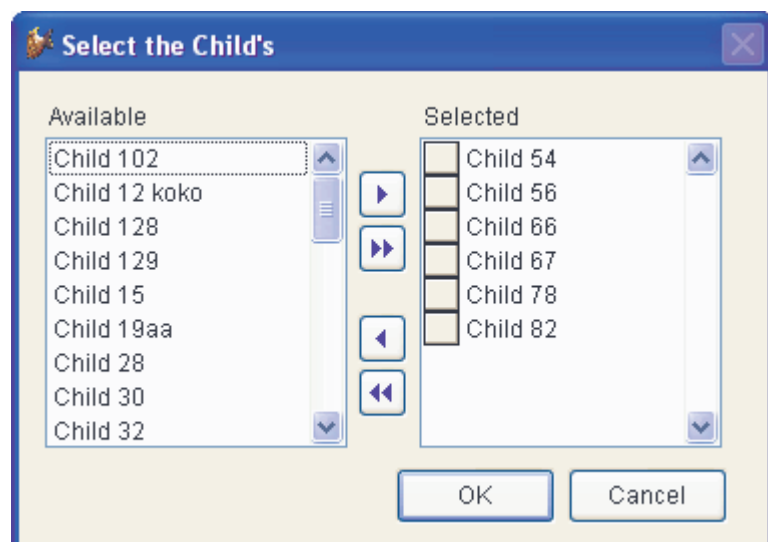 Select the Child's
Available
Child 102
Child 12 koko
Child 128
Child 129
Child 15
Child 19aa
Child 28
Child 30
Child 32
Selected
Child 54
Child 56
Child 66
Child 67
Child 78
Child 82
OK
Cancel